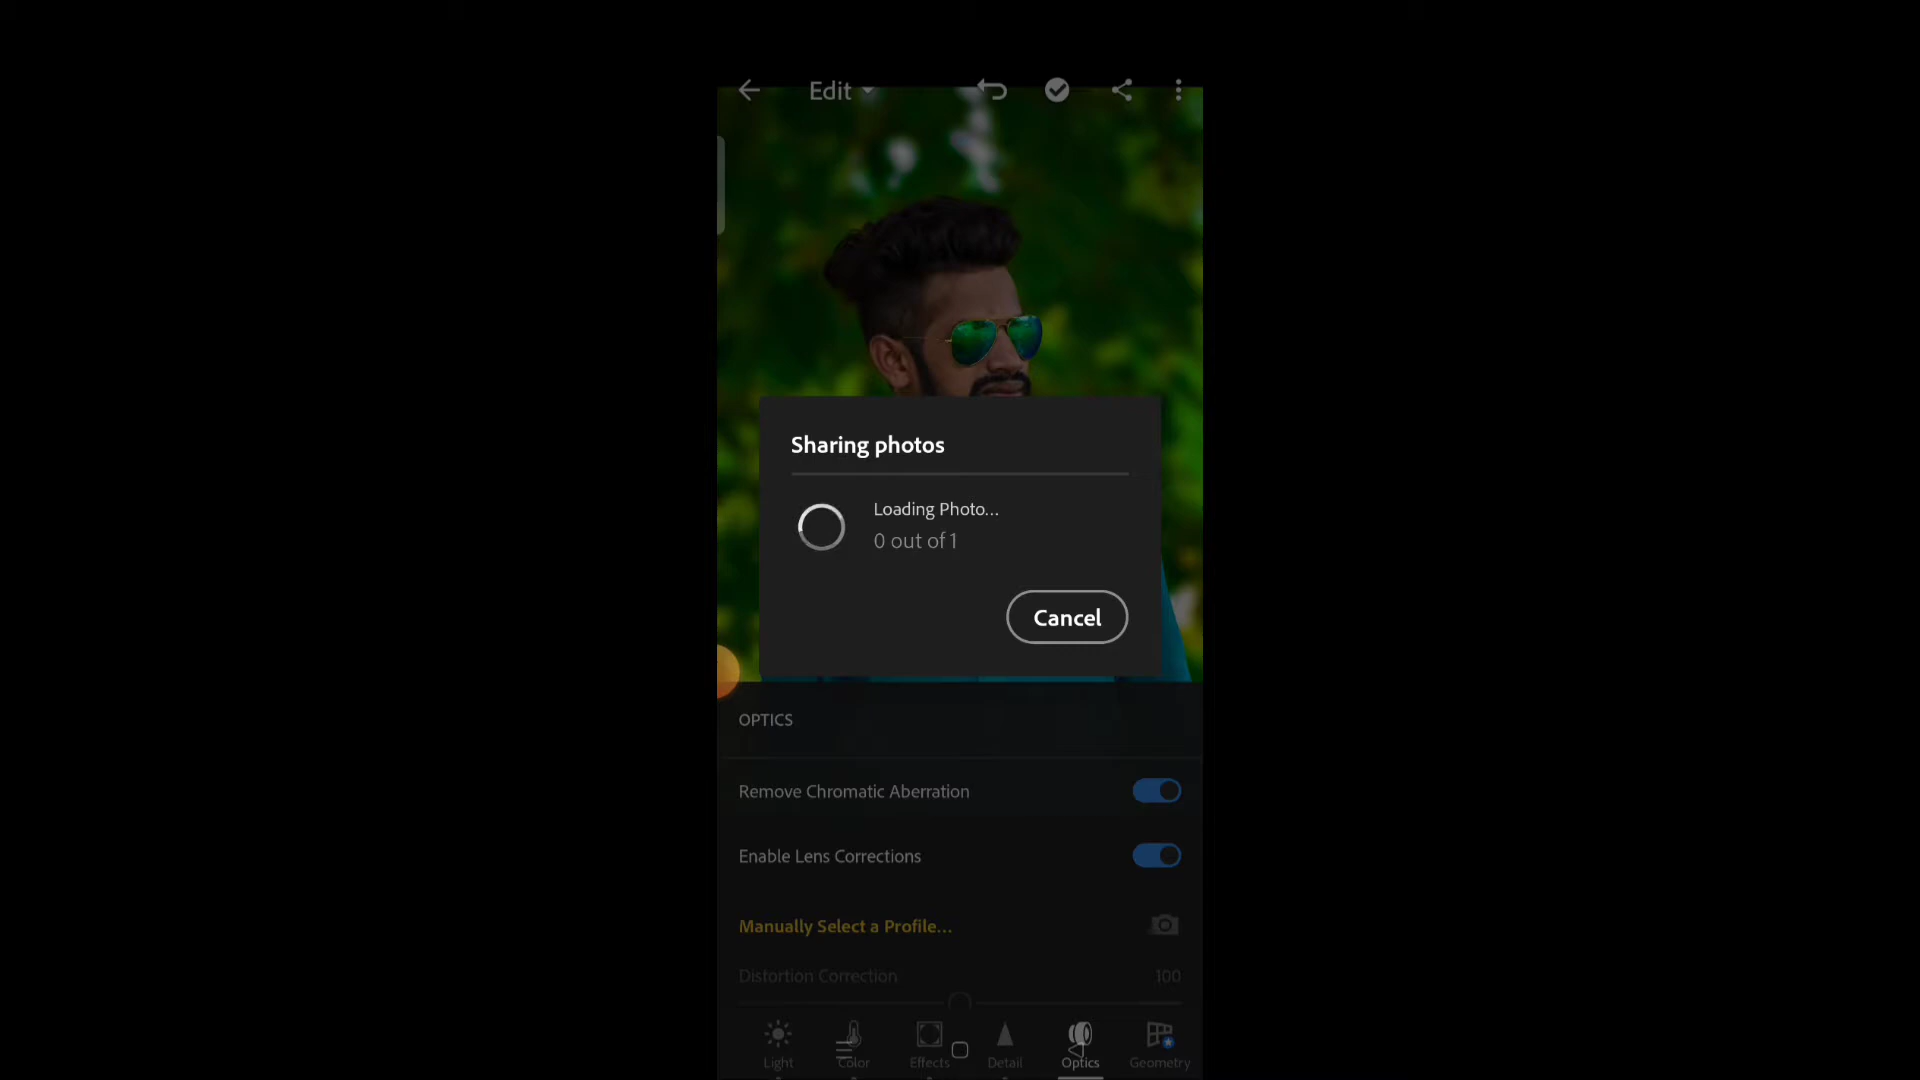 Edit
Sharing photos
Loading Photo...
0 out of 1
Cancel
OPTICS
Remove Chromatic Aberration
Enable Lens Corrections
Manually Select a Profile...
Distortion Correction 100
Light Color Effects Detail Optics Geometry